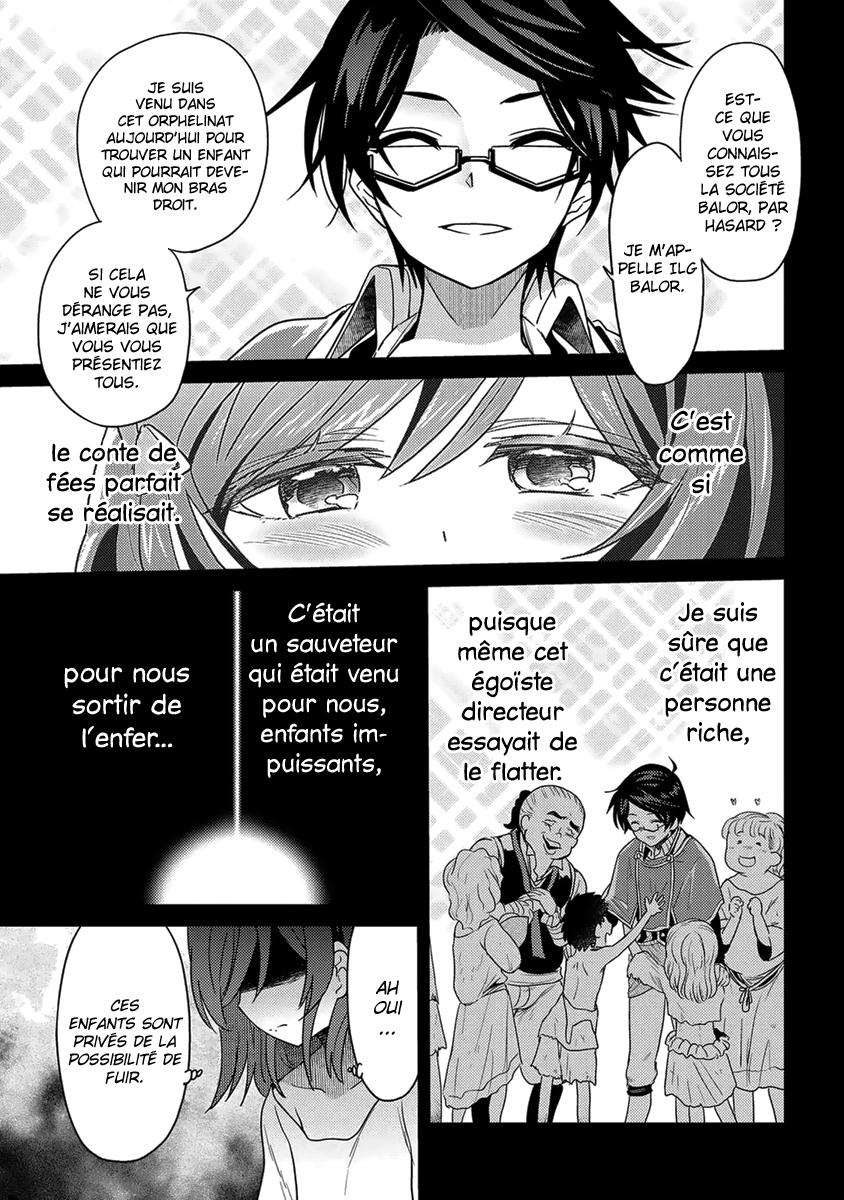 EST-
CE QUE
VOUS
CONNAIS-
SEZ TOUS
LA SOCIÉTÉ
BALOR, PAR
HASARD ?
JE M'AP-
PELLE ILG
BALOR.
JE SUIS
VENU DANS
CET ORPHELINAT
AUJOURD'HUI POUR
TROUVER UN ENFANT
QUI POURRAIT DEVE-
NIR MON BRAS
DROIT.
SI CELA
NE VOUS
DÉRANGE PAS,
J'AIMERAIS QUE
VOUS VOUS
PRÉSENTIEZ
TOUS.
C'est
comme
si
le conte de
fées parfait
se réalisait.
Je suis
sûre que
c'était une
personne
riche,
puisque
même cet
égoïste
directeur
essayait de
le flatter.
C'était
un sauveteur
qui était venu
pour nous,
enfants im-
puissants,
pour nous
sortir de
l'enfer...
AH
OUI
...
CES
ENFANTS SONT
PRIVÉS DE LA
POSSIBILITÉ DE
FUIR.